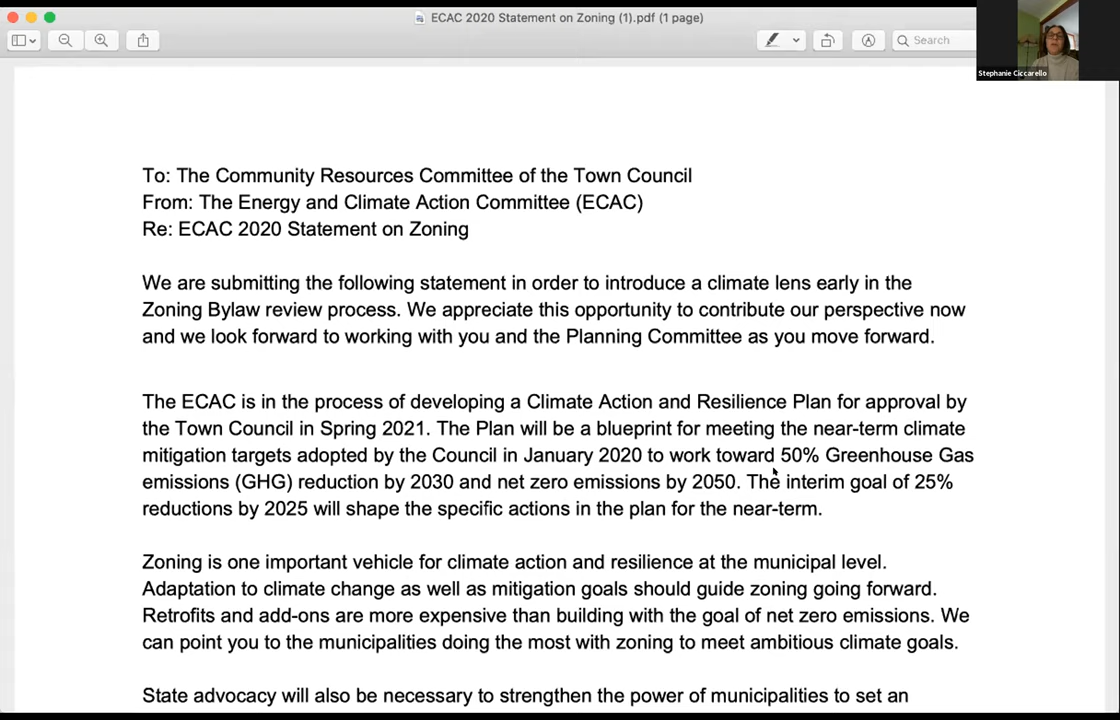 ECAC 2020 Statement on Zoning (1).pdf (1 page)
Search
Stephanie Ciccarello
To: The Community Resources Committee of the Town Council
From: The Energy and Climate Action Committee (ECAC)
Re: ECAC 2020 Statement on Zoning
We are submitting the following statement in order to introduce a climate lens early in the
Zoning Bylaw review process. We appreciate this opportunity to contribute our perspective now
and we look forward to working with you and the Planning Committee as you move forward.
The ECAC is in the process of developing a Climate Action and Resilience Plan for approval by
the Town Council in Spring 2021. The Plan will be a blueprint for meeting the near-term climate
mitigation targets adopted by the Council in January 2020 to work toward 50% Greenhouse Gas
emissions (GHG) reduction by 2030 and net zero emissions by 2050. The interim goal of 25%
reductions by 2025 will shape the specific actions in the plan for the near-term.
Zoning is one important vehicle for climate action and resilience at the municipal level.
Adaptation to climate change as well as mitigation goals should guide zoning going forward.
Retrofits and add-ons are more expensive than building with the goal of net zero emissions. We
can point you to the municipalities doing the most with zoning to meet ambitious climate goals.
State advocacy will also be necessary to strengthen the power of municipalities to set an